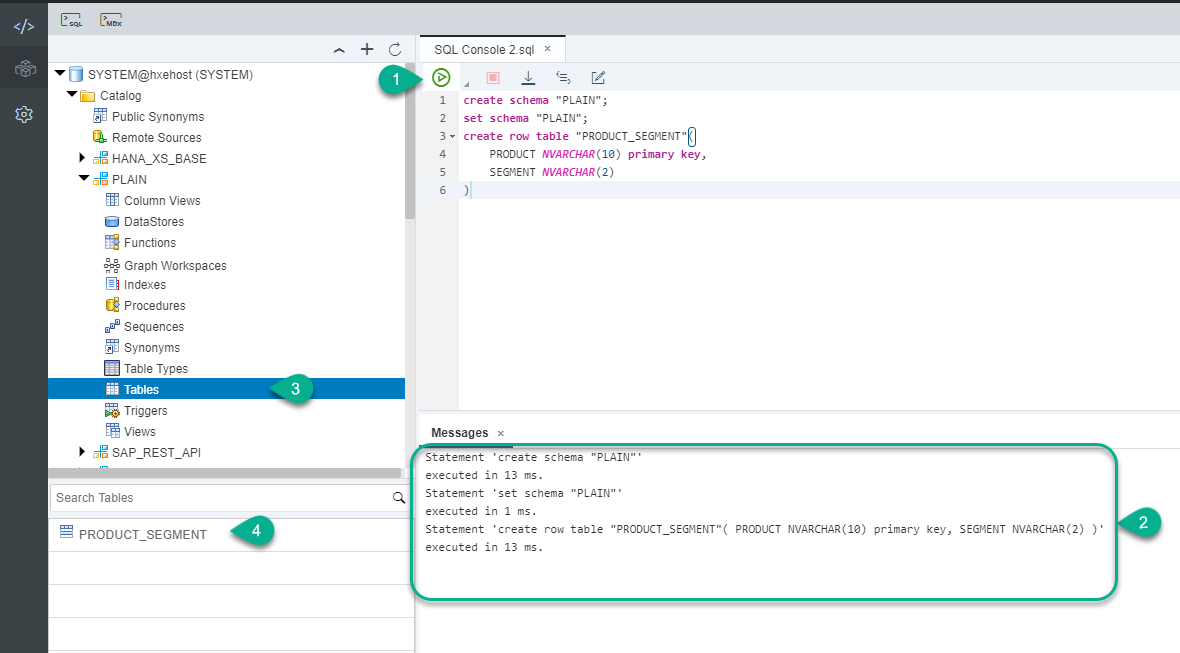 SQL
MDX
SYSTEM@hxehost (SYSTEM)
Catalog
Public Synonyms
Remote Sources
HANA_XS_BASE
PLAIN
Column Views
DataStores
Functions
Graph Workspaces
Indexes
Procedures
Sequences
Synonyms
Table Types
Tables
3
Triggers
Views
SAP_REST_API
Search Tables
PRODUCT_SEGMENT
4
SQL Console 2.sql ×
1
1 create schema "PLAIN";
2 set schema "PLAIN";
3 create row table "PRODUCT_SEGMENT"(
4 PRODUCT NVARCHAR(10) primary key,
5 SEGMENT NVARCHAR(2)
6 )
Messages ×
Statement 'create schema "PLAIN"'
executed in 13 ms.
Statement 'set schema "PLAIN"'
executed in 1 ms.
Statement 'create row table "PRODUCT_SEGMENT"( PRODUCT NVARCHAR(10) primary key, SEGMENT NVARCHAR(2) )'
executed in 13 ms.
2